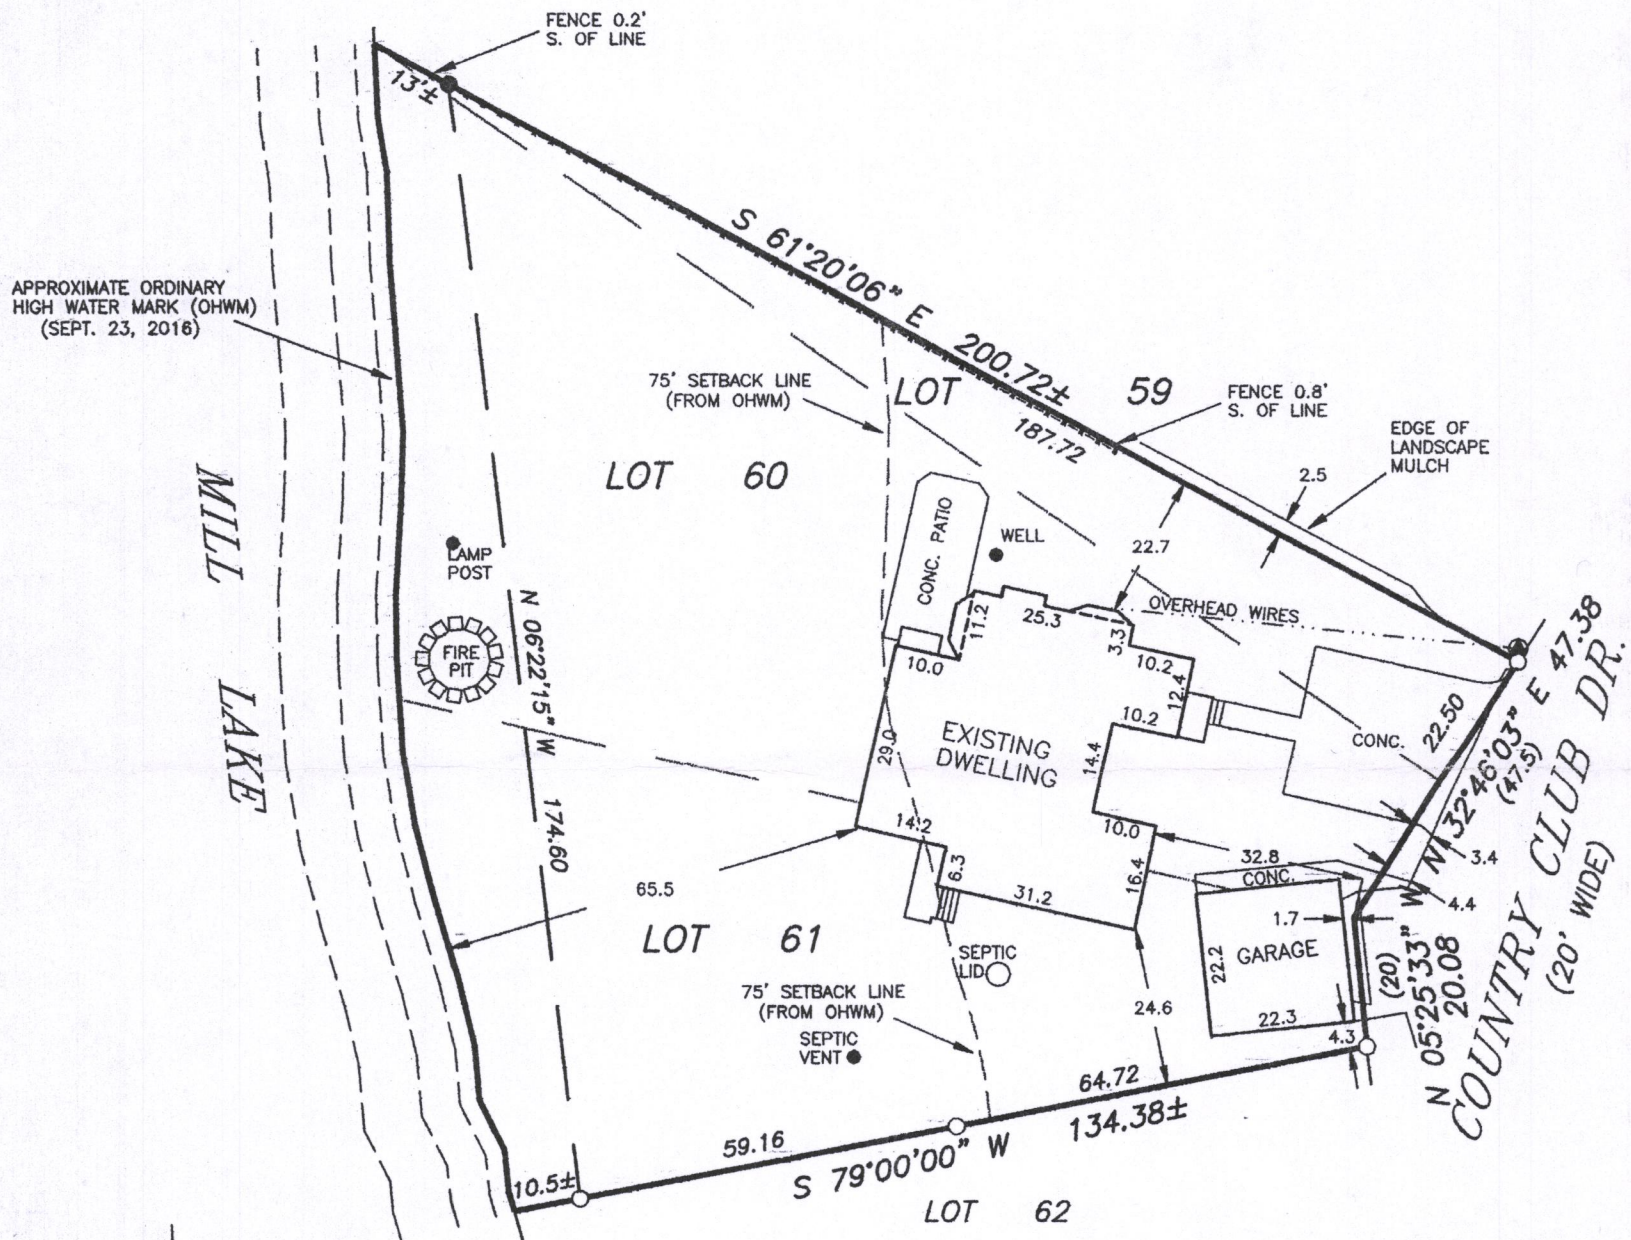 FENCE 0.2'
S. OF LINE
13'±
S 61°20'06" E 200.72±
187.72
APPROXIMATE ORDINARY
HIGH WATER MARK (OHWM)
(SEPT. 23, 2016)
75' SETBACK LINE
(FROM OHWM)
LOT 59
FENCE 0.8'
S. OF LINE
EDGE OF
LANDSCAPE
MULCH
2.5
LOT 60
MILL
LAKE
LAMP
POST
CONC. PATIO
WELL
22.7
OVERHEAD WIRES
FIRE
PIT
N 06°22'15" W 174.60
11.2
25.3
3.3
10.0
10.2
12.4
10.2
29.0
EXISTING
DWELLING
14.4
CONC.
22.50
N 32°46'03" E 47.38
(47.5)
COUNTRY CLUB DR.
(20' WIDE)
14.2
10.0
6.3
16.4
31.2
32.8
CONC.
3.4
4.4
1.7
65.5
LOT 61
SEPTIC
LID
GARAGE
22.2
22.3
N 05°25'33" W
(20)
20.08
75' SETBACK LINE
(FROM OHWM)
SEPTIC
VENT
24.6
4.3
64.72
134.38±
59.16
S 79°00'00" W
10.5±
LOT 62